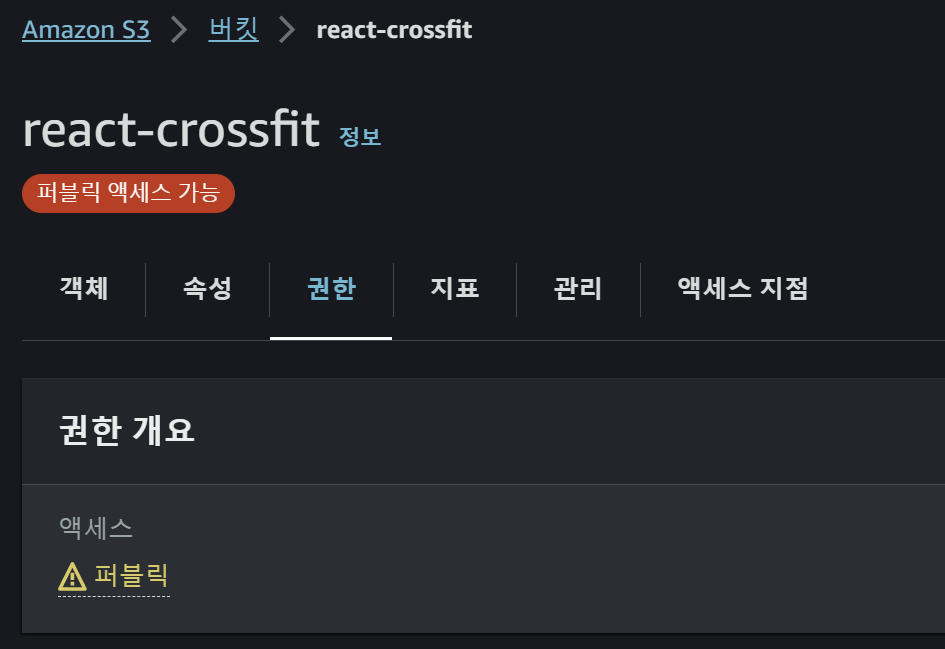 Amazon S3 > 버킷 > react-crossfit
react-crossfit 정보
퍼블릭 액세스 가능
객체 속성 권한 지표 관리 액세스 지점
권한 개요
액세스
퍼블릭